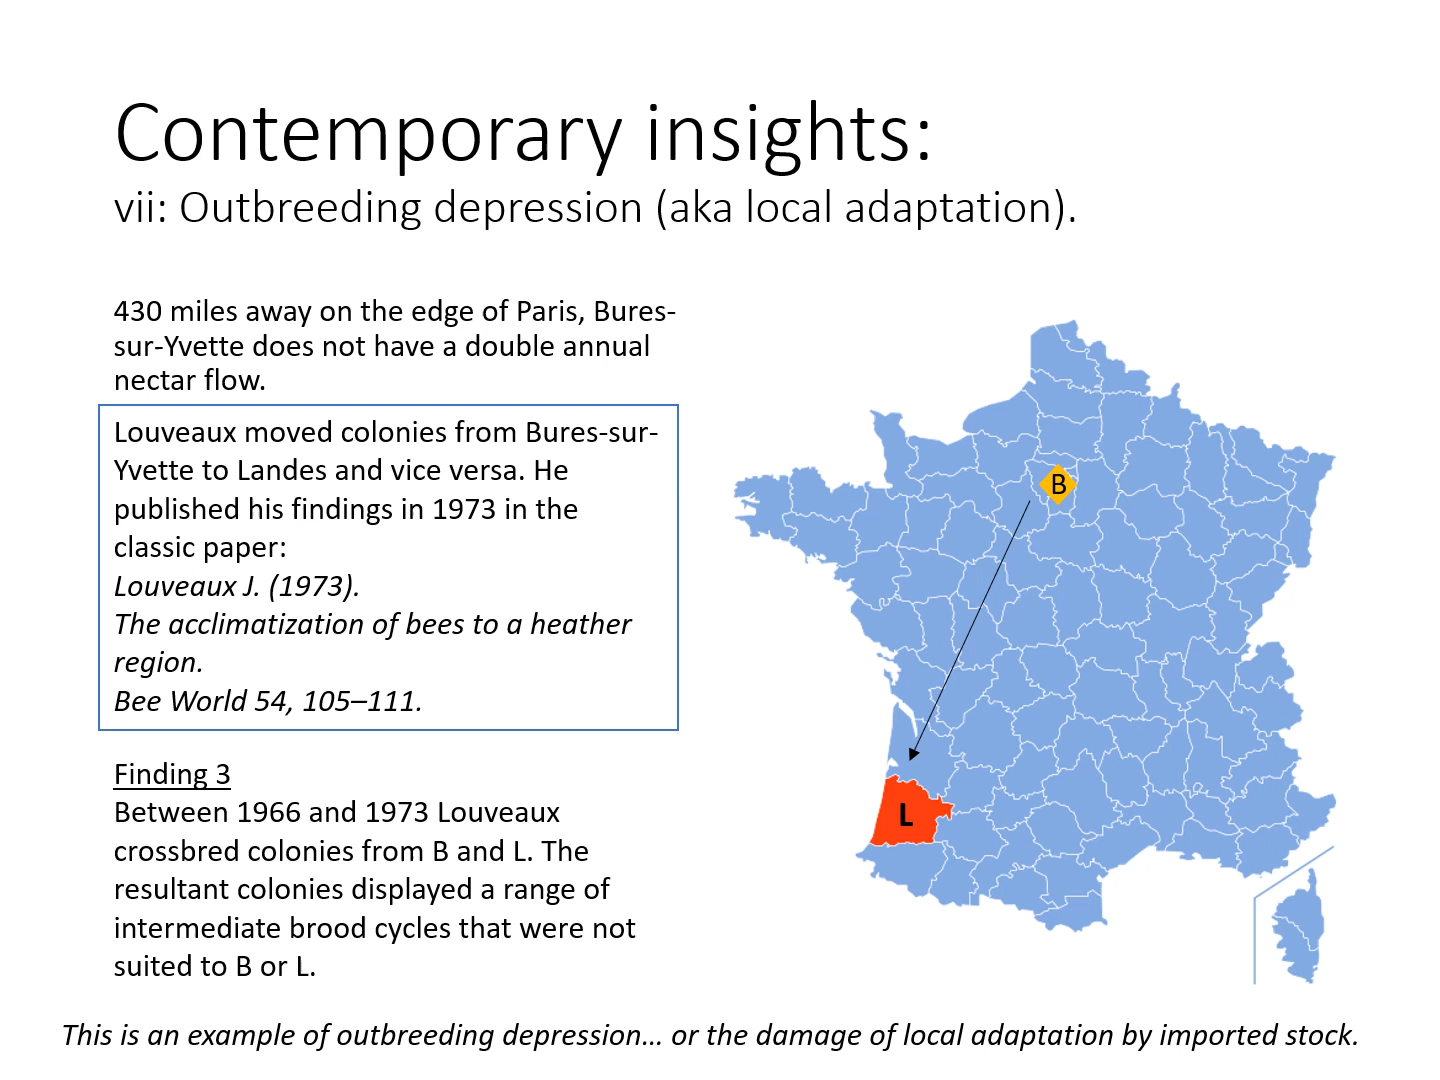 Contemporary insights:
vii: Outbreeding depression (aka local adaptation).
430 miles away on the edge of Paris, Bures-
sur-Yvette does not have a double annual
nectar flow.
Louveaux moved colonies from Bures-sur-
Yvette to Landes and vice versa. He
published his findings in 1973 in the
classic paper:
Louveaux J. (1973).
The acclimatization of bees to a heather
region.
Bee World 54, 105–111.
Finding 3
Between 1966 and 1973 Louveaux
crossbred colonies from B and L. The
resultant colonies displayed a range of
intermediate brood cycles that were not
suited to B or L.
B
L
This is an example of outbreeding depression... or the damage of local adaptation by imported stock.